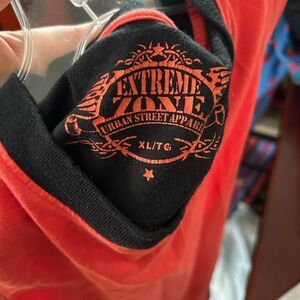 EXTREME
ZONE
URBAN STREET APPAREL
XL/TG